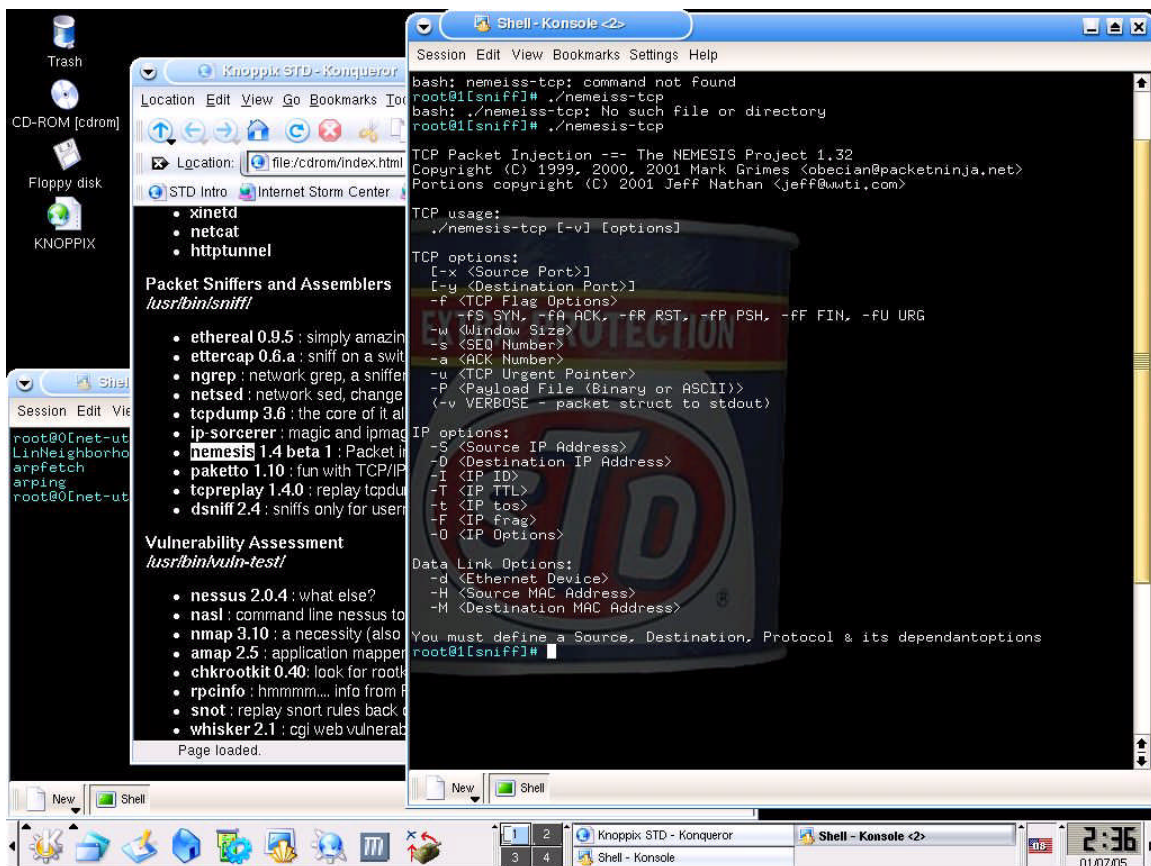 Trash
CD-ROM [cdrom]
Floppy disk
KNOPPIX
Knoppix STD - Konqueror
Location Edit View Go Bookmarks
Location: file:/cdrom/index.html
STD Intro Internet Storm Center
xinetd
netcat
httptunnel
Packet Sniffers and Assemblers
/usr/bin/sniff/
ethereal 0.9.5 : simply
ettercap 0.6.a : sniff on a
ngrep : network grep, a sniffer
netsed : network sed, change
tcpdump 3.6 : the core of it
ip-sorcerer : magic and
nemesis 1.4 beta 1 : Packet
paketto 1.10 : fun with TCP/IP
tcpreplay 1.4.0 : replay
dsniff 2.4 : sniffs only for
Vulnerability Assessment
/usr/bin/vuln-test/
nessus 2.0.4 : what else?
nasl : command line nessus to
nmap 3.10 : a necessity (also
amap 2.5 : application mapper
chkrootkit 0.40: look for
rpcinfo : hmmmm.... info from
snot : replay snort rules back
whisker 2.1 : cgi web
Page loaded.
Shell
Session Edit
root@0[net-ut
LinNeighborho
arpfetch
arping
root@0[net-ut
New Shell
Shell - Konsole <2>
Session Edit View Bookmarks Settings Help
bash: nemeiss-tcp: command not found
root@1[sniff]# ./nemeiss-tcp
bash: ./nemeiss-tcp: No such file or directory
root@1[sniff]# ./nemesis-tcp
TCP Packet Injection -=- The NEMESIS Project 1.32
Copyright (C) 1999, 2000, 2001 Mark Grimes <obecian@packetninja.net>
Portions copyright (C) 2001 Jeff Nathan <jeff@wwti.com>
TCP usage:
./nemesis-tcp [-v] [options]
TCP options:
[-x <Source Port>]
[-y <Destination Port>]
-f <TCP Flag Options>
-fS SYN, -fA ACK, -fR RST, -fP PSH, -fF FIN, -fU URG
-w <Window Size>
-s <SEQ Number>
-a <ACK Number>
-u <TCP Urgent Pointer>
-P <Payload File (Binary or ASCII)>
(-v VERBOSE - packet struct to stdout)
IP options:
-S <Source IP Address>
-D <Destination IP Address>
-I <IP ID>
-T <IP TTL>
-t <IP tos>
-F <IP frag>
-O <IP Options>
Data Link Options:
-d <Ethernet Device>
-H <Source MAC Address>
-M <Destination MAC Address>
You must define a Source, Destination, Protocol & its dependantoptions
root@1[sniff]#
EXTRA PROTECTION
STD
New Shell
1 2
3 4
Knoppix STD - Konqueror
Shell - Konsole <2>
Shell - Konsole
us
2:36
01/07/05